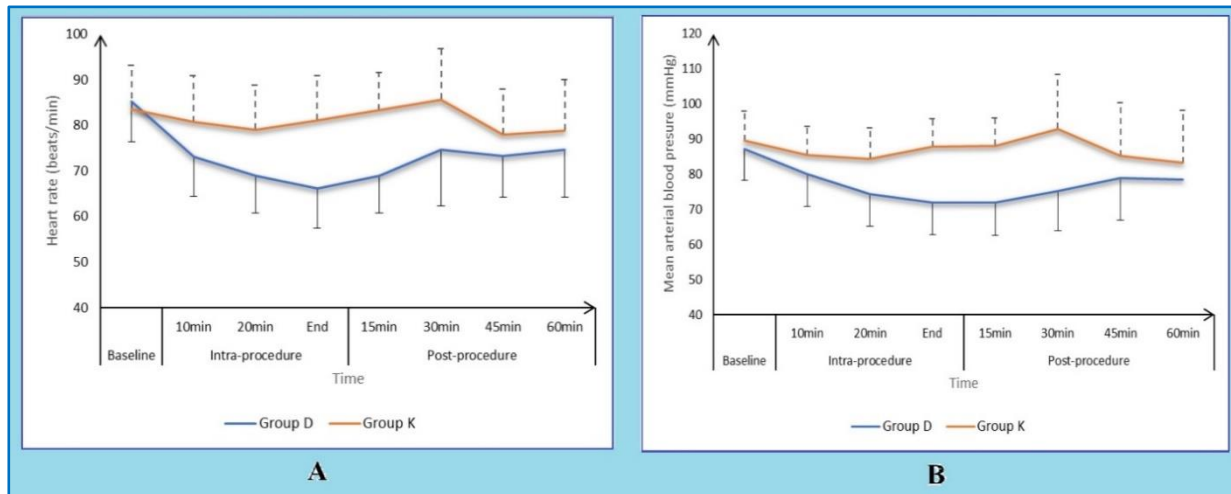 100
90
80
70
60
50
40
Heart rate (beats/min)
10min 20min End 15min 30min 45min 60min
Baseline Intra-procedure Post-procedure
Time
Group D Group K
A
120
110
100
90
80
70
60
50
40
Mean arterial blood presure (mmHg)
10min 20min End 15min 30min 45min 60min
Baseline Intra-procedure Post-procedure
Time
Group D Group K
B